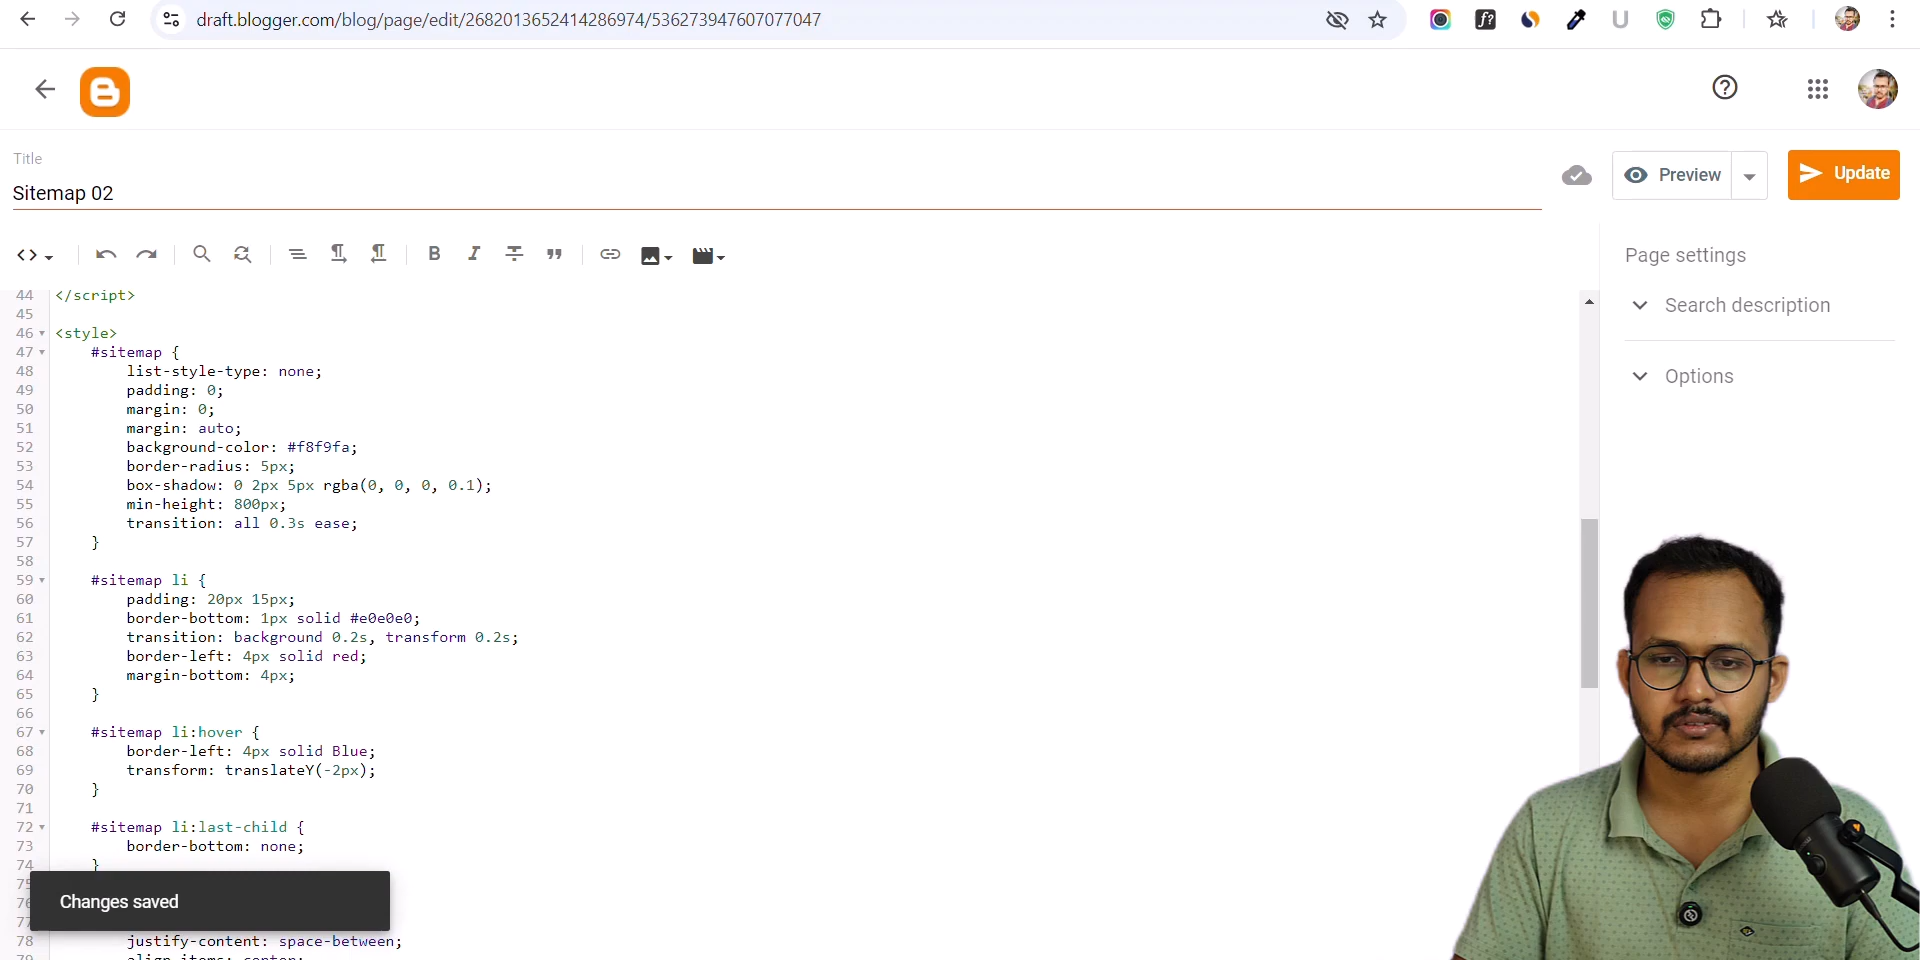 draft.blogger.com/blog/page/edit/2682013652414286974/536273947607077047
Title
Sitemap 02
Preview
Update
Page settings
Search description
Options
44 </script>
45
46 <style>
47 #sitemap {
48 list-style-type: none;
49 padding: 0;
50 margin: 0;
51 margin: auto;
52 background-color: #f8f9fa;
53 border-radius: 5px;
54 box-shadow: 0 2px 5px rgba(0, 0, 0, 0.1);
55 min-height: 800px;
56 transition: all 0.3s ease;
57 }
58
59 #sitemap li {
60 padding: 20px 15px;
61 border-bottom: 1px solid #e0e0e0;
62 transition: background 0.2s, transform 0.2s;
63 border-left: 4px solid red;
64 margin-bottom: 4px;
65 }
66
67 #sitemap li:hover {
68 border-left: 4px solid Blue;
69 transform: translateY(-2px);
70 }
71
72 #sitemap li:last-child {
73 border-bottom: none;
74 }
Changes saved
78 justify-content: space-between;
79 align-items: center;